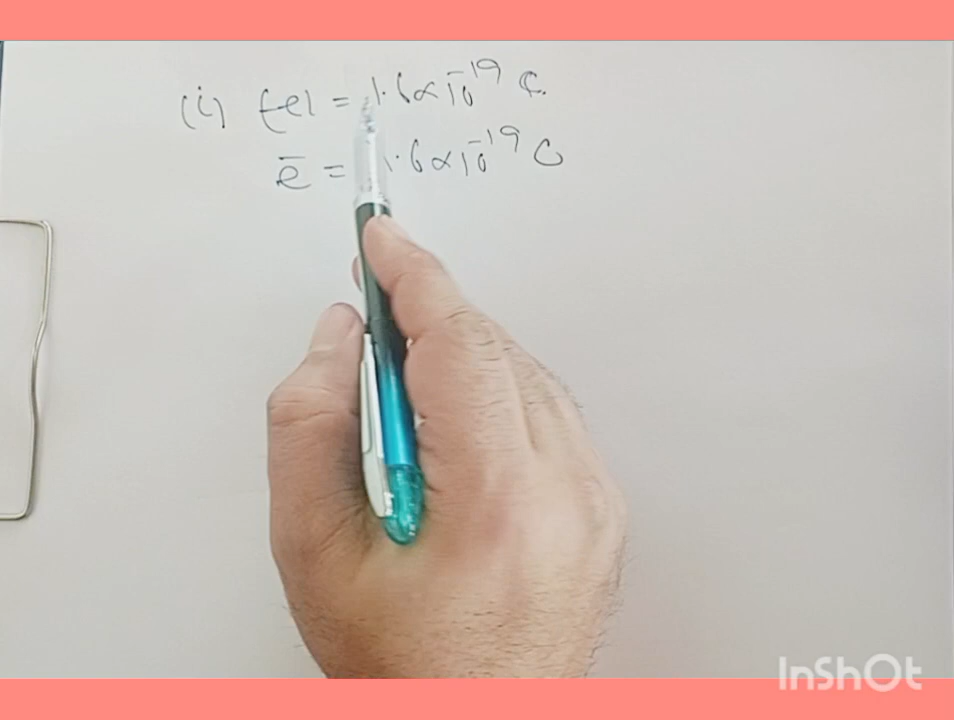 (i) (-e) = 1.6 × 10⁻¹⁹ C.
e̅ = 1.6 × 10⁻¹⁹ C
InShOt